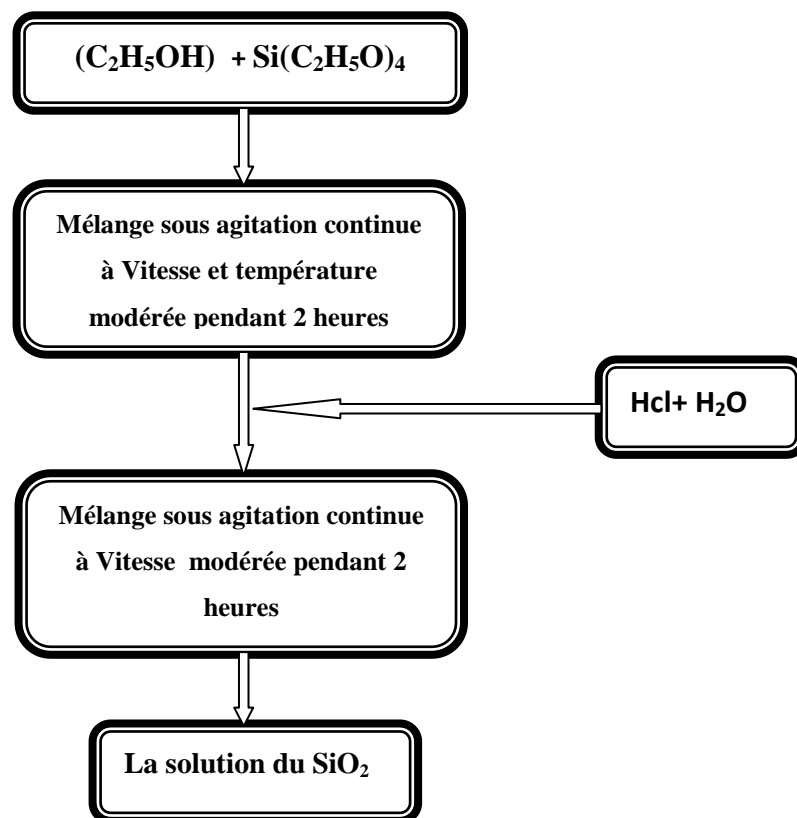 (C₂H₅OH) + Si(C₂H₅O)₄
Mélange sous agitation continue
à Vitesse et température
modérée pendant 2 heures
Hcl+ H₂O
Mélange sous agitation continue
à Vitesse modérée pendant 2
heures
La solution du SiO₂